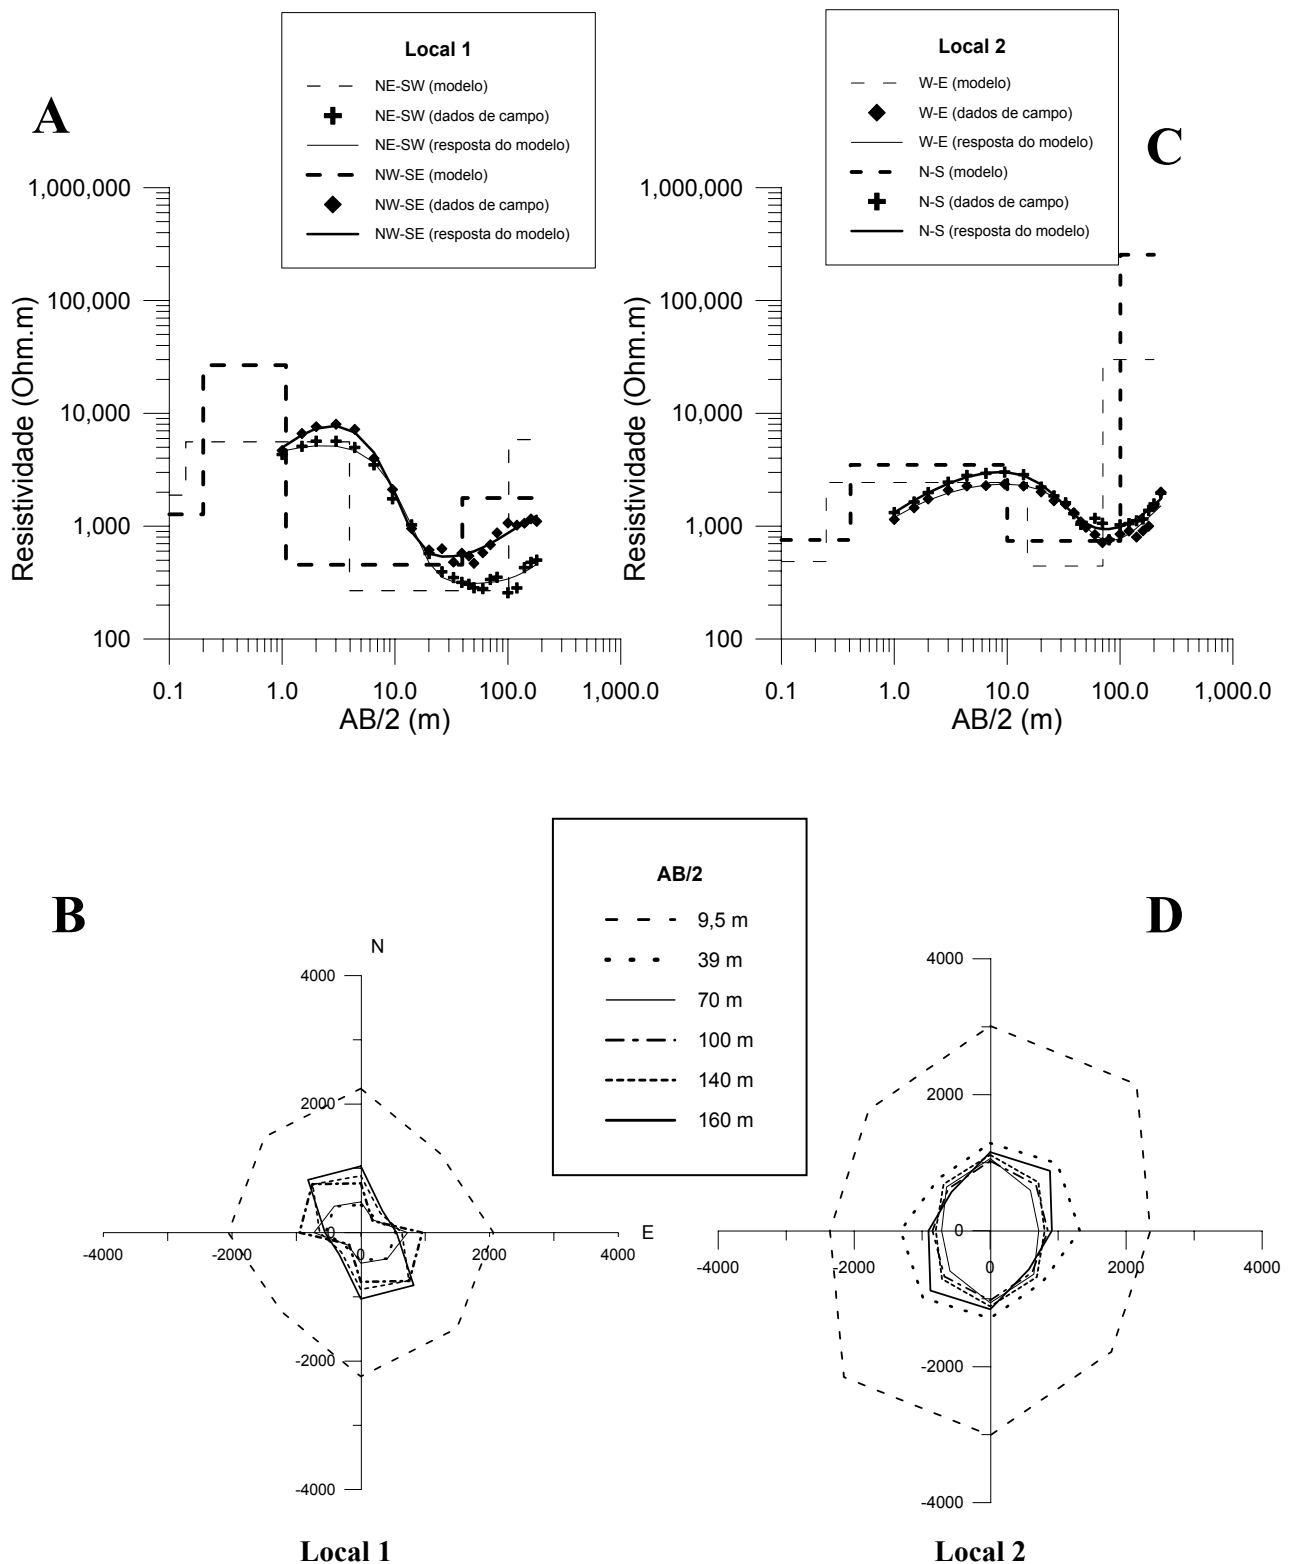 A
Local 1
NE-SW (modelo)
NE-SW (dados de campo)
NE-SW (resposta do modelo)
NW-SE (modelo)
NW-SE (dados de campo)
NW-SE (resposta do modelo)
1,000,000
100,000
10,000
1,000
100
Resistividade (Ohm.m)
0.1
1.0
10.0
100.0
1,000.0
AB/2 (m)
C
Local 2
W-E (modelo)
W-E (dados de campo)
W-E (resposta do modelo)
N-S (modelo)
N-S (dados de campo)
N-S (resposta do modelo)
1,000,000
100,000
10,000
1,000
100
Resistividade (Ohm.m)
0.1
1.0
10.0
100.0
1,000.0
AB/2 (m)
B
N
4000
2000
0
-2000
-4000
-4000
-2000
0
2000
4000
E
Local 1
AB/2
9,5 m
39 m
70 m
100 m
140 m
160 m
D
4000
2000
0
-2000
-4000
-4000
-2000
0
2000
4000
Local 2